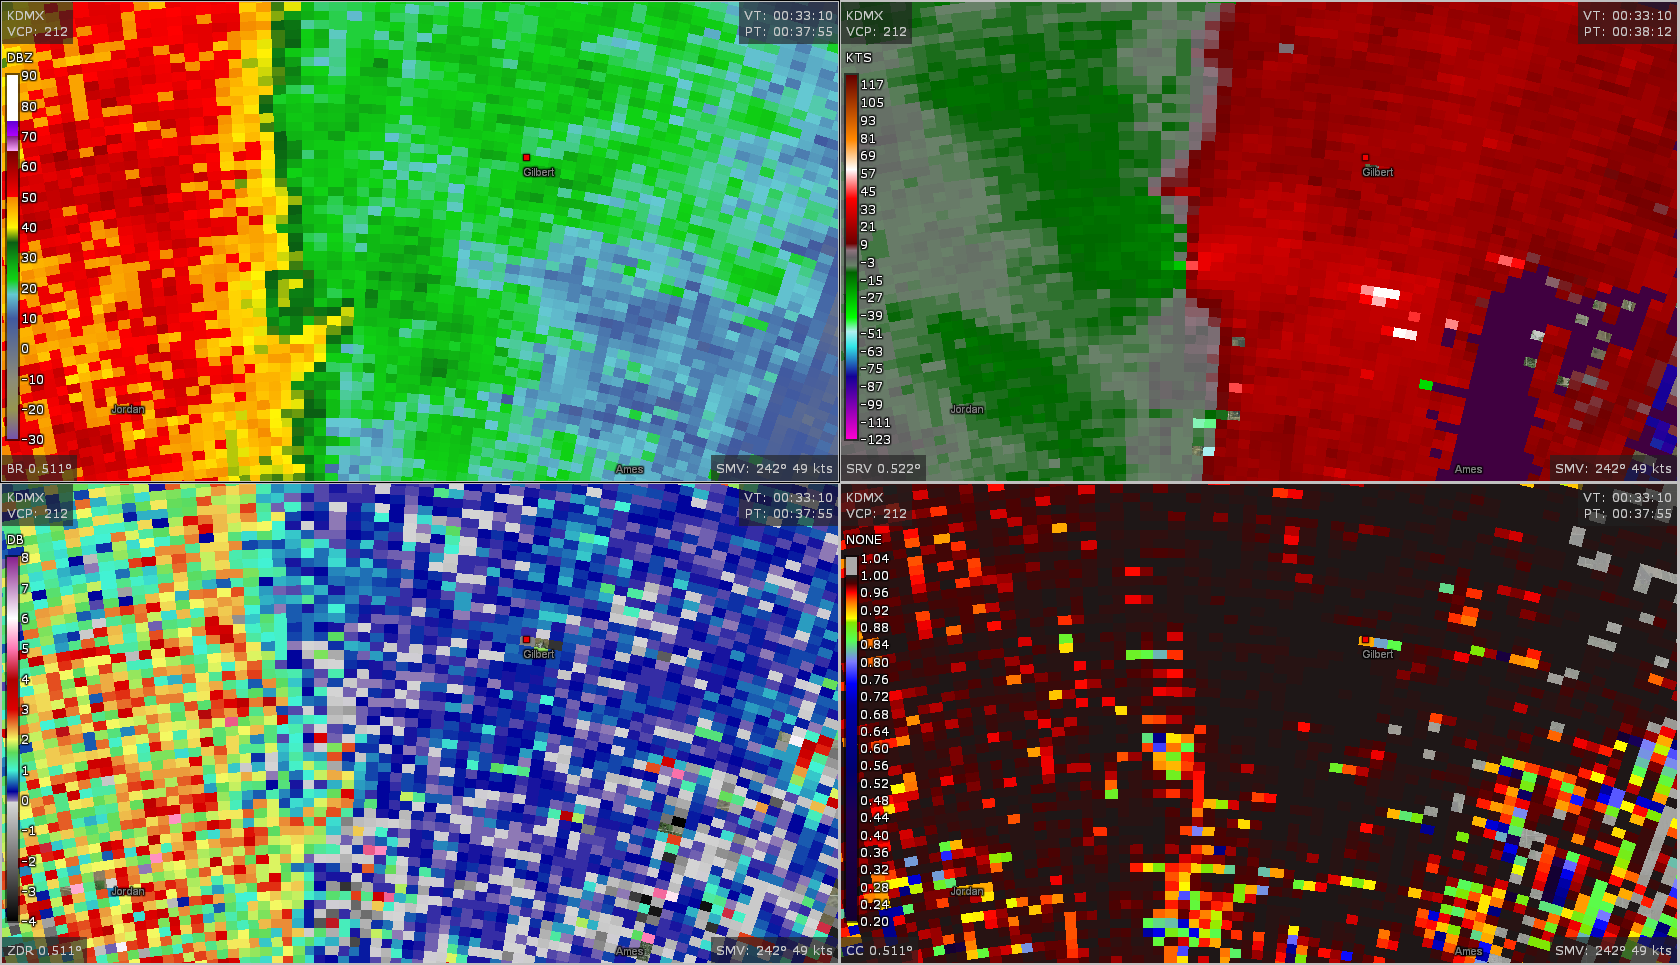 KDMX
VCP: 212
VT: 00:33:10
PT: 00:37:55
DBZ
90
80
70
60
50
40
30
20
10
0
-10
-20
-30
Gilbert
Jordan
Ames
BR 0.511°
SMV: 242° 49 kts
KDMX
VCP: 212
VT: 00:33:10
PT: 00:38:12
KTS
117
105
93
81
69
57
45
33
21
9
-3
-15
-27
-39
-51
-63
-75
-87
-99
-111
-123
Gilbert
Jordan
Ames
SRV 0.522°
SMV: 242° 49 kts
KDMX
VCP: 212
VT: 00:33:10
PT: 00:37:55
DB
8
7
6
5
4
3
2
1
0
-1
-2
-3
-4
Gilbert
Jordan
Ames
ZDR 0.511°
SMV: 242° 49 kts
KDMX
VCP: 212
VT: 00:33:10
PT: 00:37:55
NONE
1.04
1.00
0.96
0.92
0.88
0.84
0.80
0.76
0.72
0.68
0.64
0.60
0.56
0.52
0.48
0.44
0.40
0.36
0.32
0.28
0.24
0.20
Gilbert
Jordan
Ames
CC 0.511°
SMV: 242° 49 kts